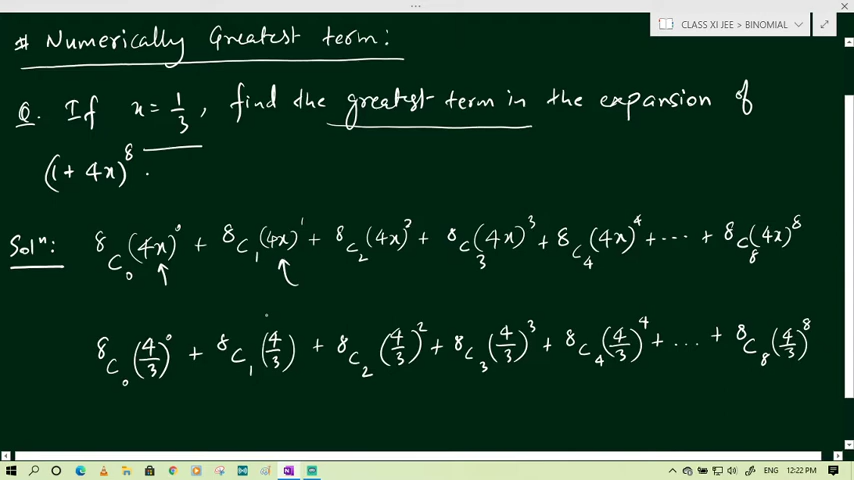 CLASS XI JEE > BINOMIAL
# Numerically Greatest term:
Q. If x = 1/3, find the greatest term in the expansion of
(1 + 4x)⁸.
Solⁿ: ⁸C₀(4x)⁰ + ⁸C₁(4x)¹ + ⁸C₂(4x)² + ⁸C₃(4x)³ + ⁸C₄(4x)⁴ + ... + ⁸C₈(4x)⁸
⁸C₀(4/3)⁰ + ⁸C₁(4/3) + ⁸C₂(4/3)² + ⁸C₃(4/3)³ + ⁸C₄(4/3)⁴ + ... + ⁸C₈(4/3)⁸
ENG 12:22 PM